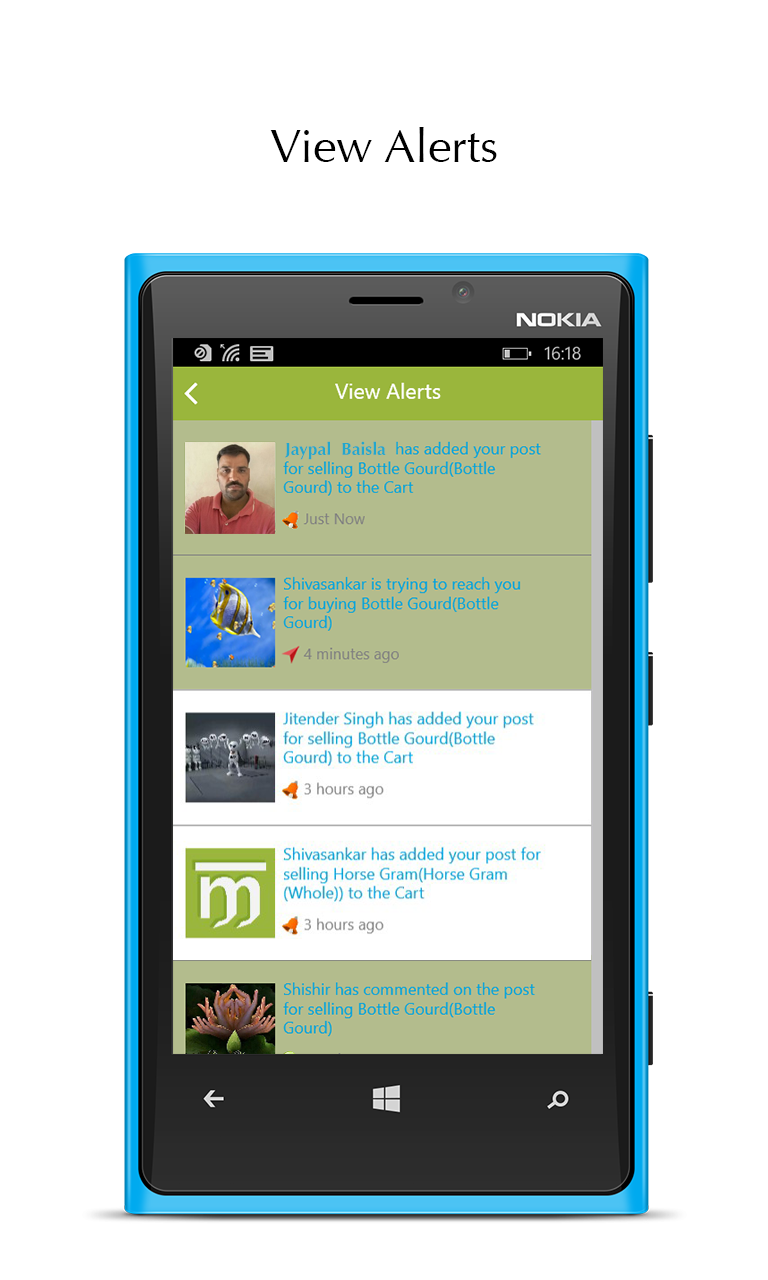 View Alerts
NOKIA
16:18
View Alerts
Jaypal Baisla has added your post
for selling Bottle Gourd(Bottle
Gourd) to the Cart
Just Now
Shivasankar is trying to reach you
for buying Bottle Gourd(Bottle
Gourd)
4 minutes ago
Jitender Singh has added your post
for selling Bottle Gourd(Bottle
Gourd) to the Cart
3 hours ago
Shivasankar has added your post for
selling Horse Gram(Horse Gram
(Whole)) to the Cart
3 hours ago
Shishir has commented on the post
for selling Bottle Gourd(Bottle
Gourd)